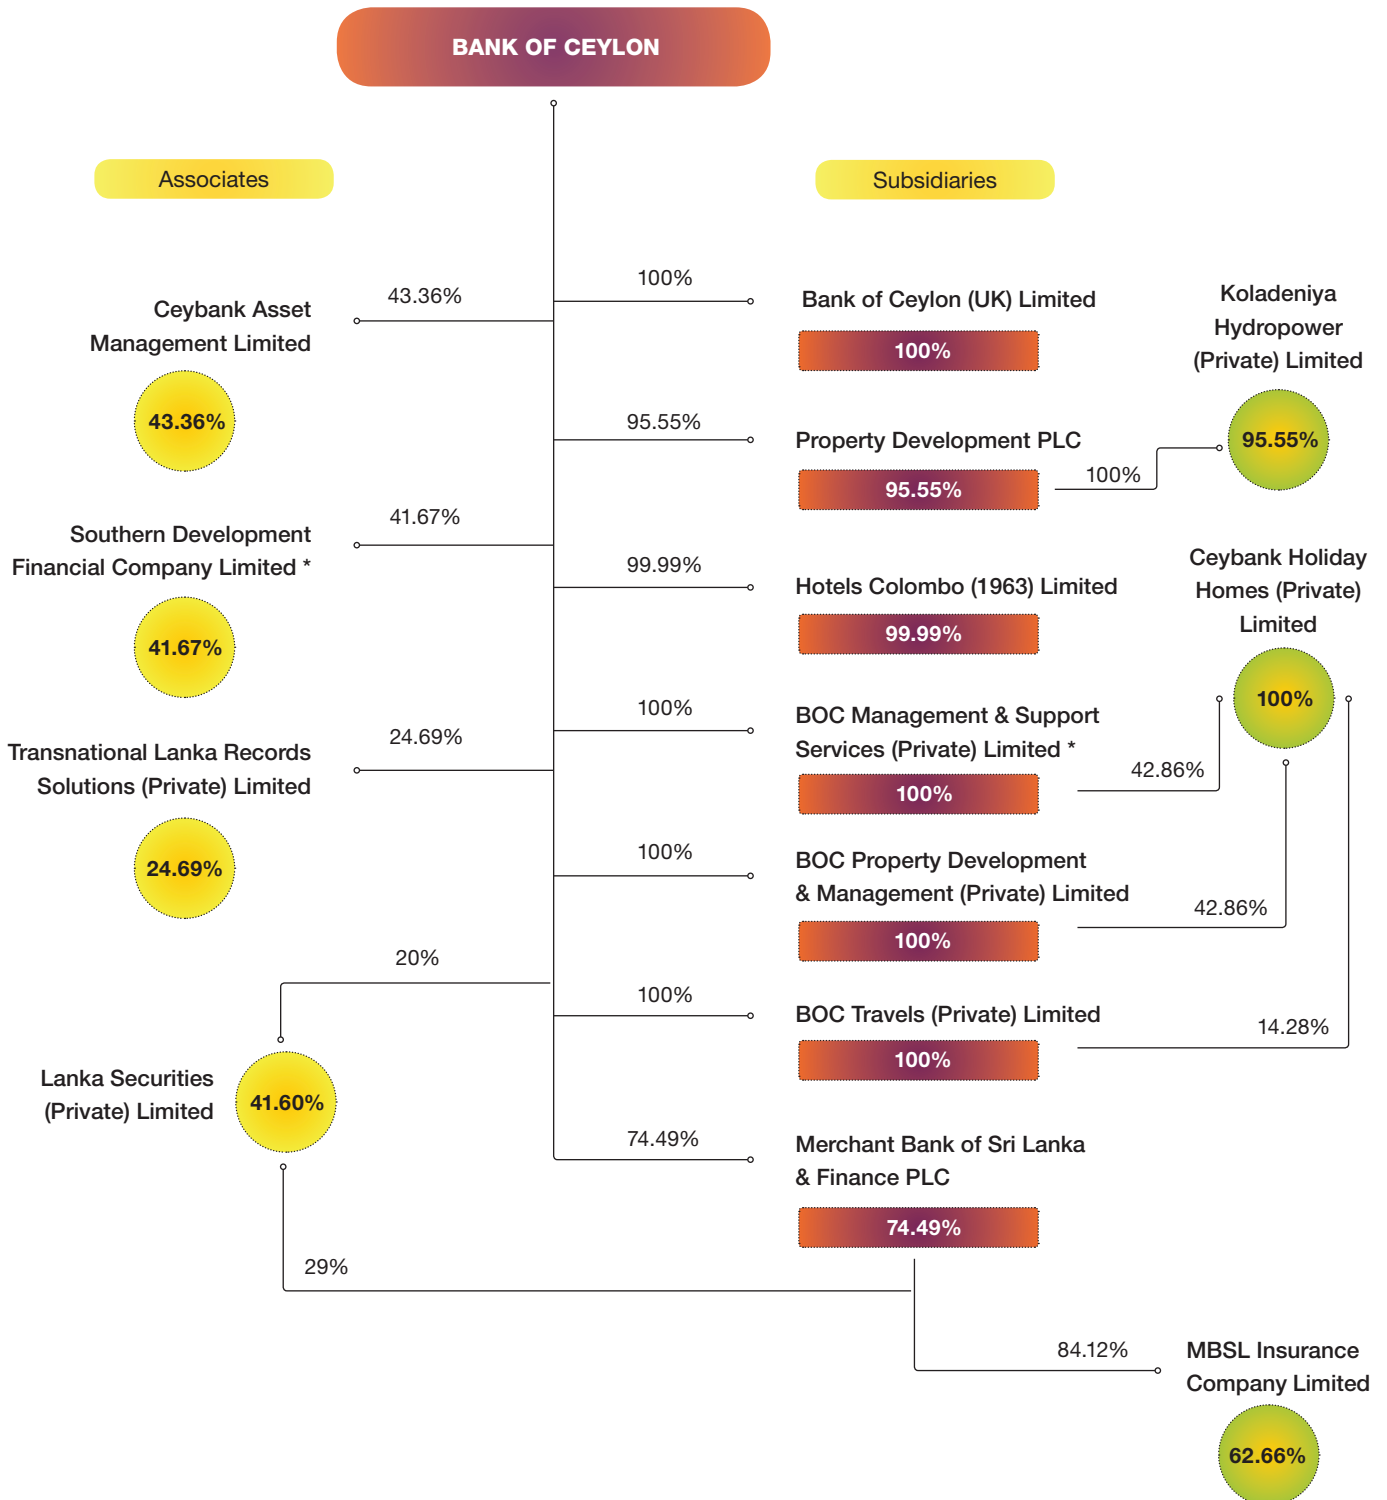 BANK OF CEYLON
Associates
Subsidiaries
43.36%
Ceybank Asset
Management Limited
43.36%
41.67%
Southern Development
Financial Company Limited *
41.67%
24.69%
Transnational Lanka Records
Solutions (Private) Limited
24.69%
20%
Lanka Securities
(Private) Limited
41.60%
29%
100%
Bank of Ceylon (UK) Limited
100%
95.55%
Property Development PLC
95.55%
100%
Koladeniya
Hydropower
(Private) Limited
95.55%
99.99%
Hotels Colombo (1963) Limited
99.99%
Ceybank Holiday
Homes (Private)
Limited
100%
100%
BOC Management & Support
Services (Private) Limited *
100%
42.86%
100%
BOC Property Development
& Management (Private) Limited
100%
42.86%
100%
BOC Travels (Private) Limited
100%
14.28%
74.49%
Merchant Bank of Sri Lanka
& Finance PLC
74.49%
84.12%
MBSL Insurance
Company Limited
62.66%